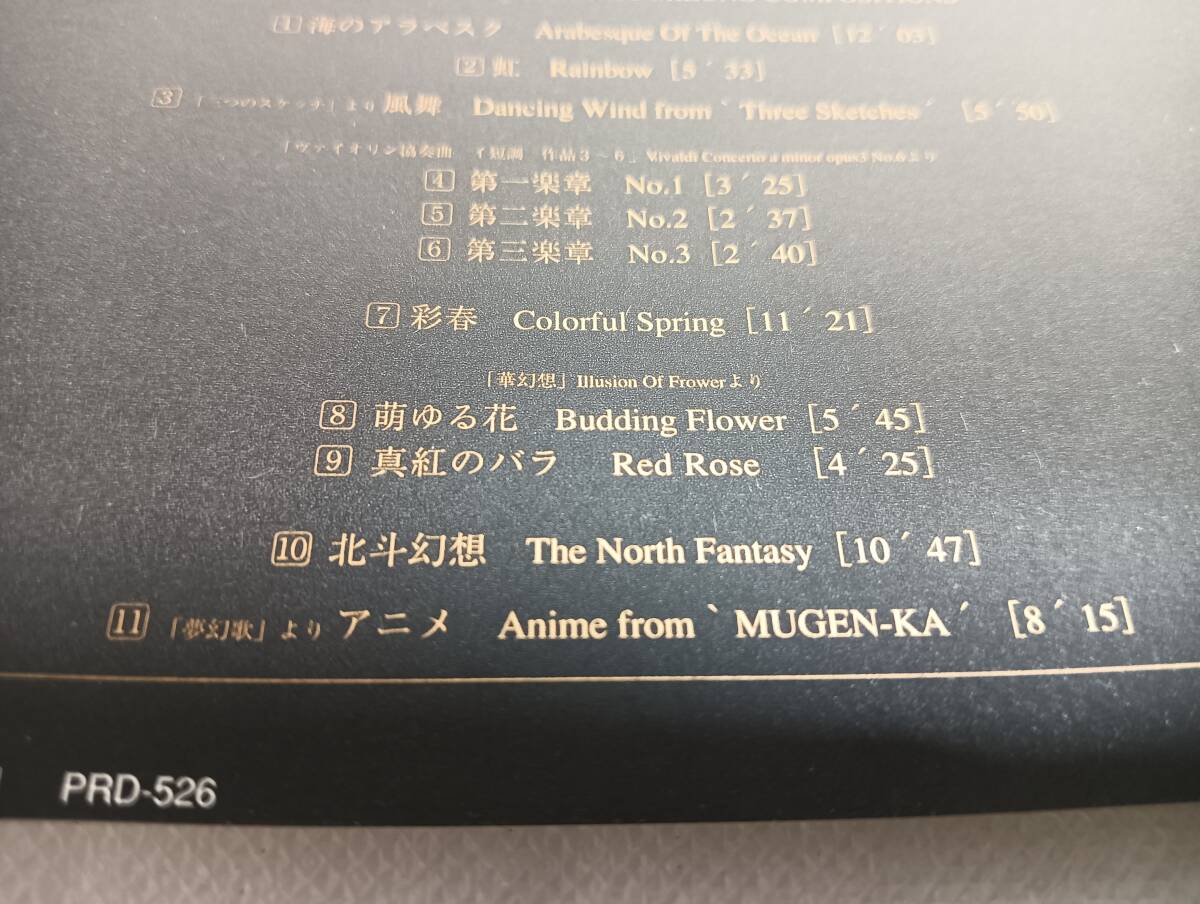 COMPOSITIONS
1 海のアラベスク Arabesque Of The Ocean [12´03]
2 虹 Rainbow [5´33]
3 「三つのスケッチ」より 風舞 Dancing Wind from `Three Sketches´ [5´50]
「ヴァイオリン協奏曲 イ短調 作品3~6」Vivaldi Concerto a minor opus3 No.6より
4 第一楽章 No.1 [3´25]
5 第二楽章 No.2 [2´37]
6 第三楽章 No.3 [2´40]
7 彩春 Colorful Spring [11´21]
「華幻想」Illusion Of Frowerより
8 萌ゆる花 Budding Flower [5´45]
9 真紅のバラ Red Rose [4´25]
10 北斗幻想 The North Fantasy [10´47]
11 「夢幻歌」より アニメ Anime from `MUGEN-KA´ [8´15]
PRD-526